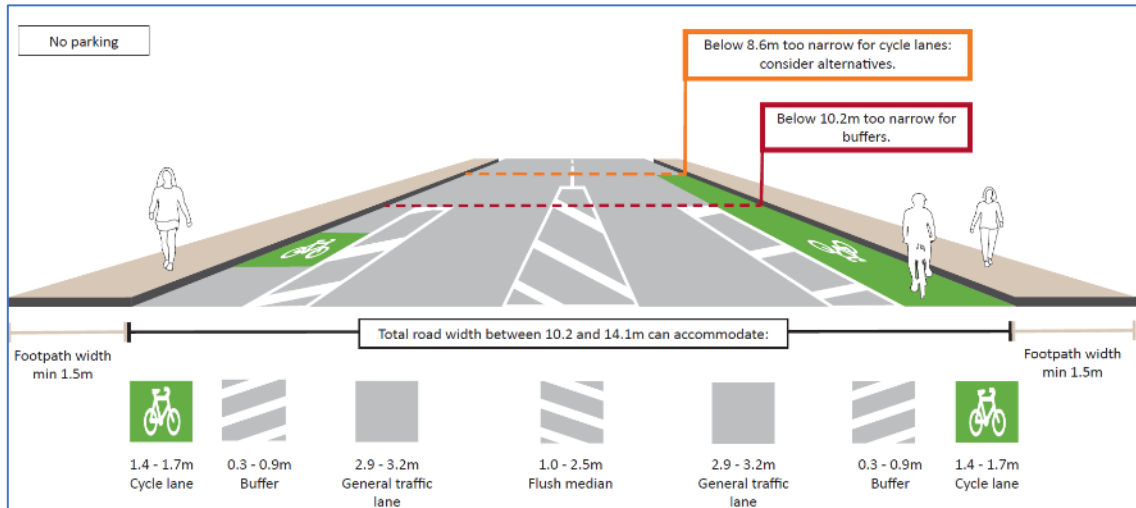 No parking
Below 8.6m too narrow for cycle lanes:
consider alternatives.
Below 10.2m too narrow for
buffers.
Total road width between 10.2 and 14.1m can accommodate:
Footpath width
min 1.5m
Footpath width
min 1.5m
1.4 - 1.7m
Cycle lane
0.3 - 0.9m
Buffer
2.9 - 3.2m
General traffic
lane
1.0 - 2.5m
Flush median
2.9 - 3.2m
General traffic
lane
0.3 - 0.9m
Buffer
1.4 - 1.7m
Cycle lane